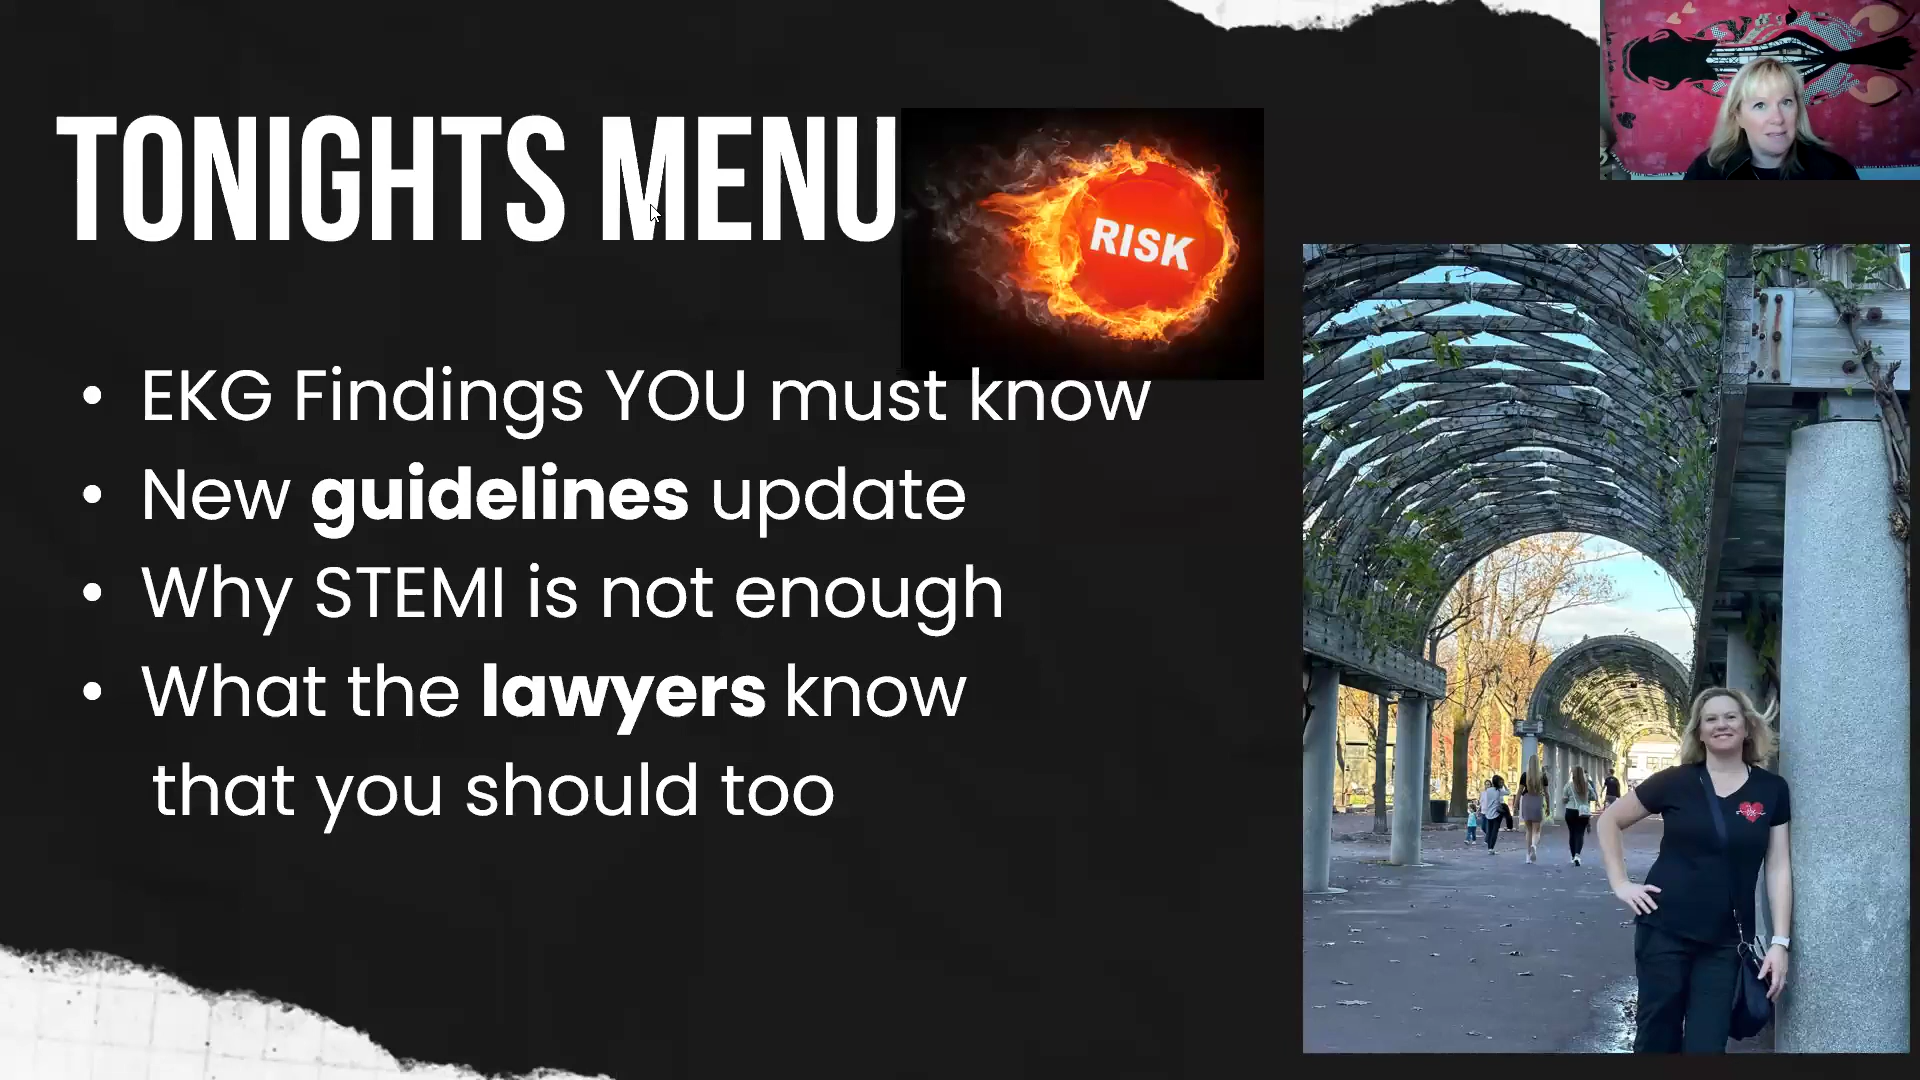 TONIGHTS MENU
RISK
• EKG Findings YOU must know
• New guidelines update
• Why STEMI is not enough
• What the lawyers know
that you should too